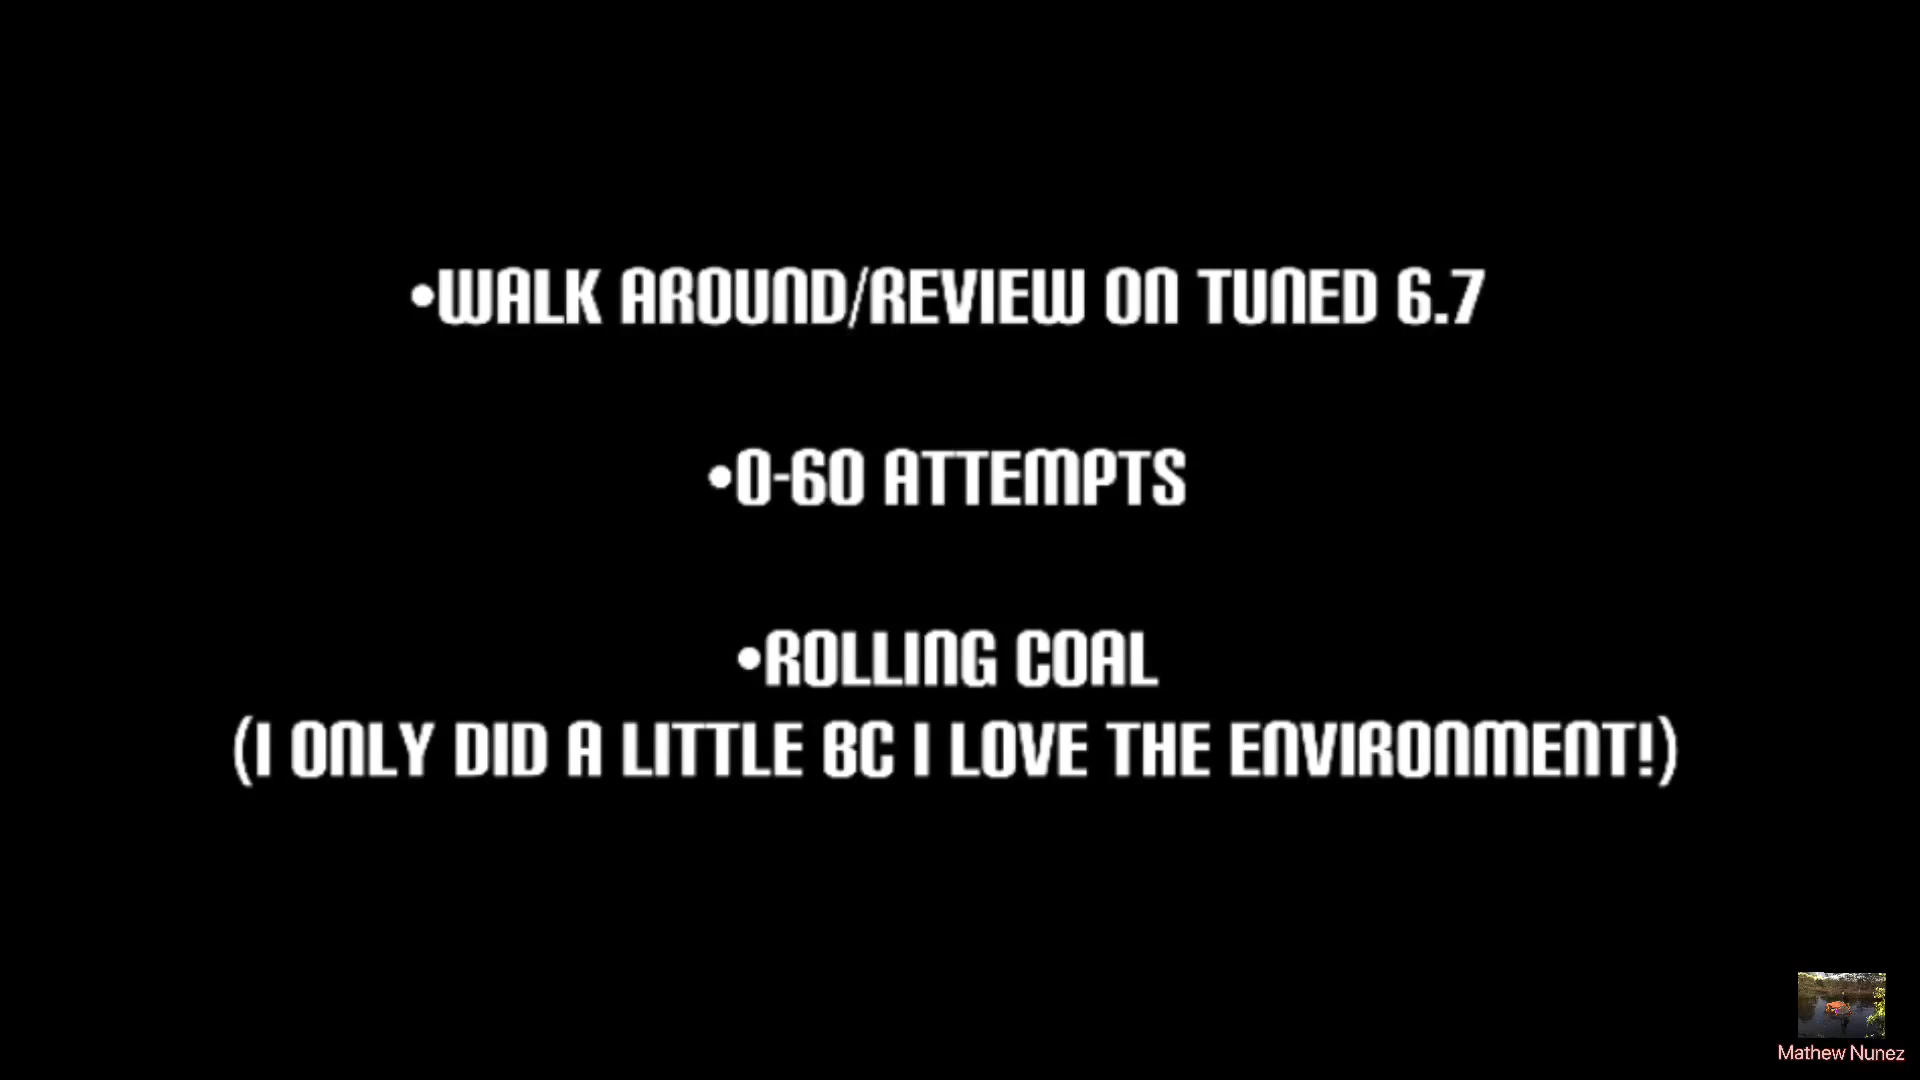 •WALK AROUND/REVIEW ON TUNED 6.7
•0-60 ATTEMPTS
•ROLLING COAL
(I ONLY DID A LITTLE BC I LOVE THE ENVIRONMENT!)
Mathew Nunez